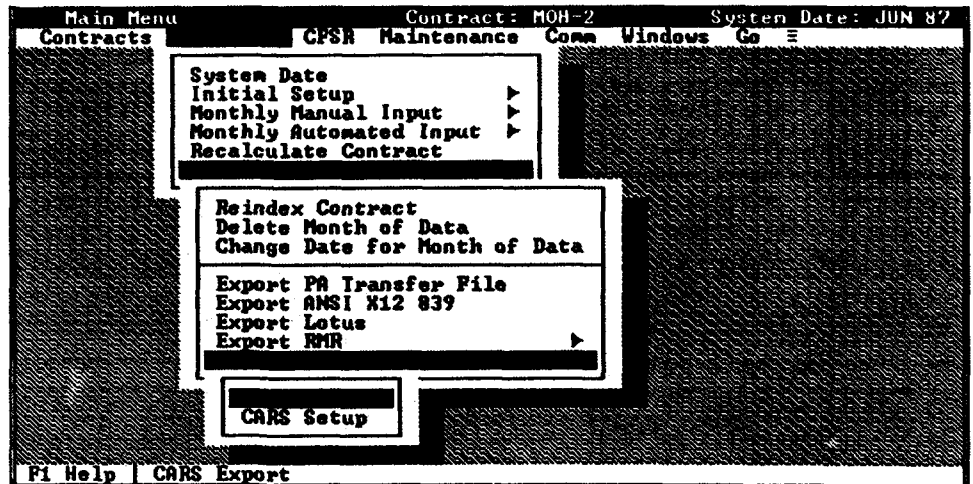 Main Menu Contract: MOH-2 System Date: JUN 87
Contracts CPSR Maintenance Comm Windows Go ≡
System Date
Initial Setup ►
Monthly Manual Input ►
Monthly Automated Input ►
Recalculate Contract
Reindex Contract
Delete Month of Data
Change Date for Month of Data
Export PA Transfer File
Export ANSI X12 839
Export Lotus
Export RMR ►
CARS Setup
F1 Help | CARS Export